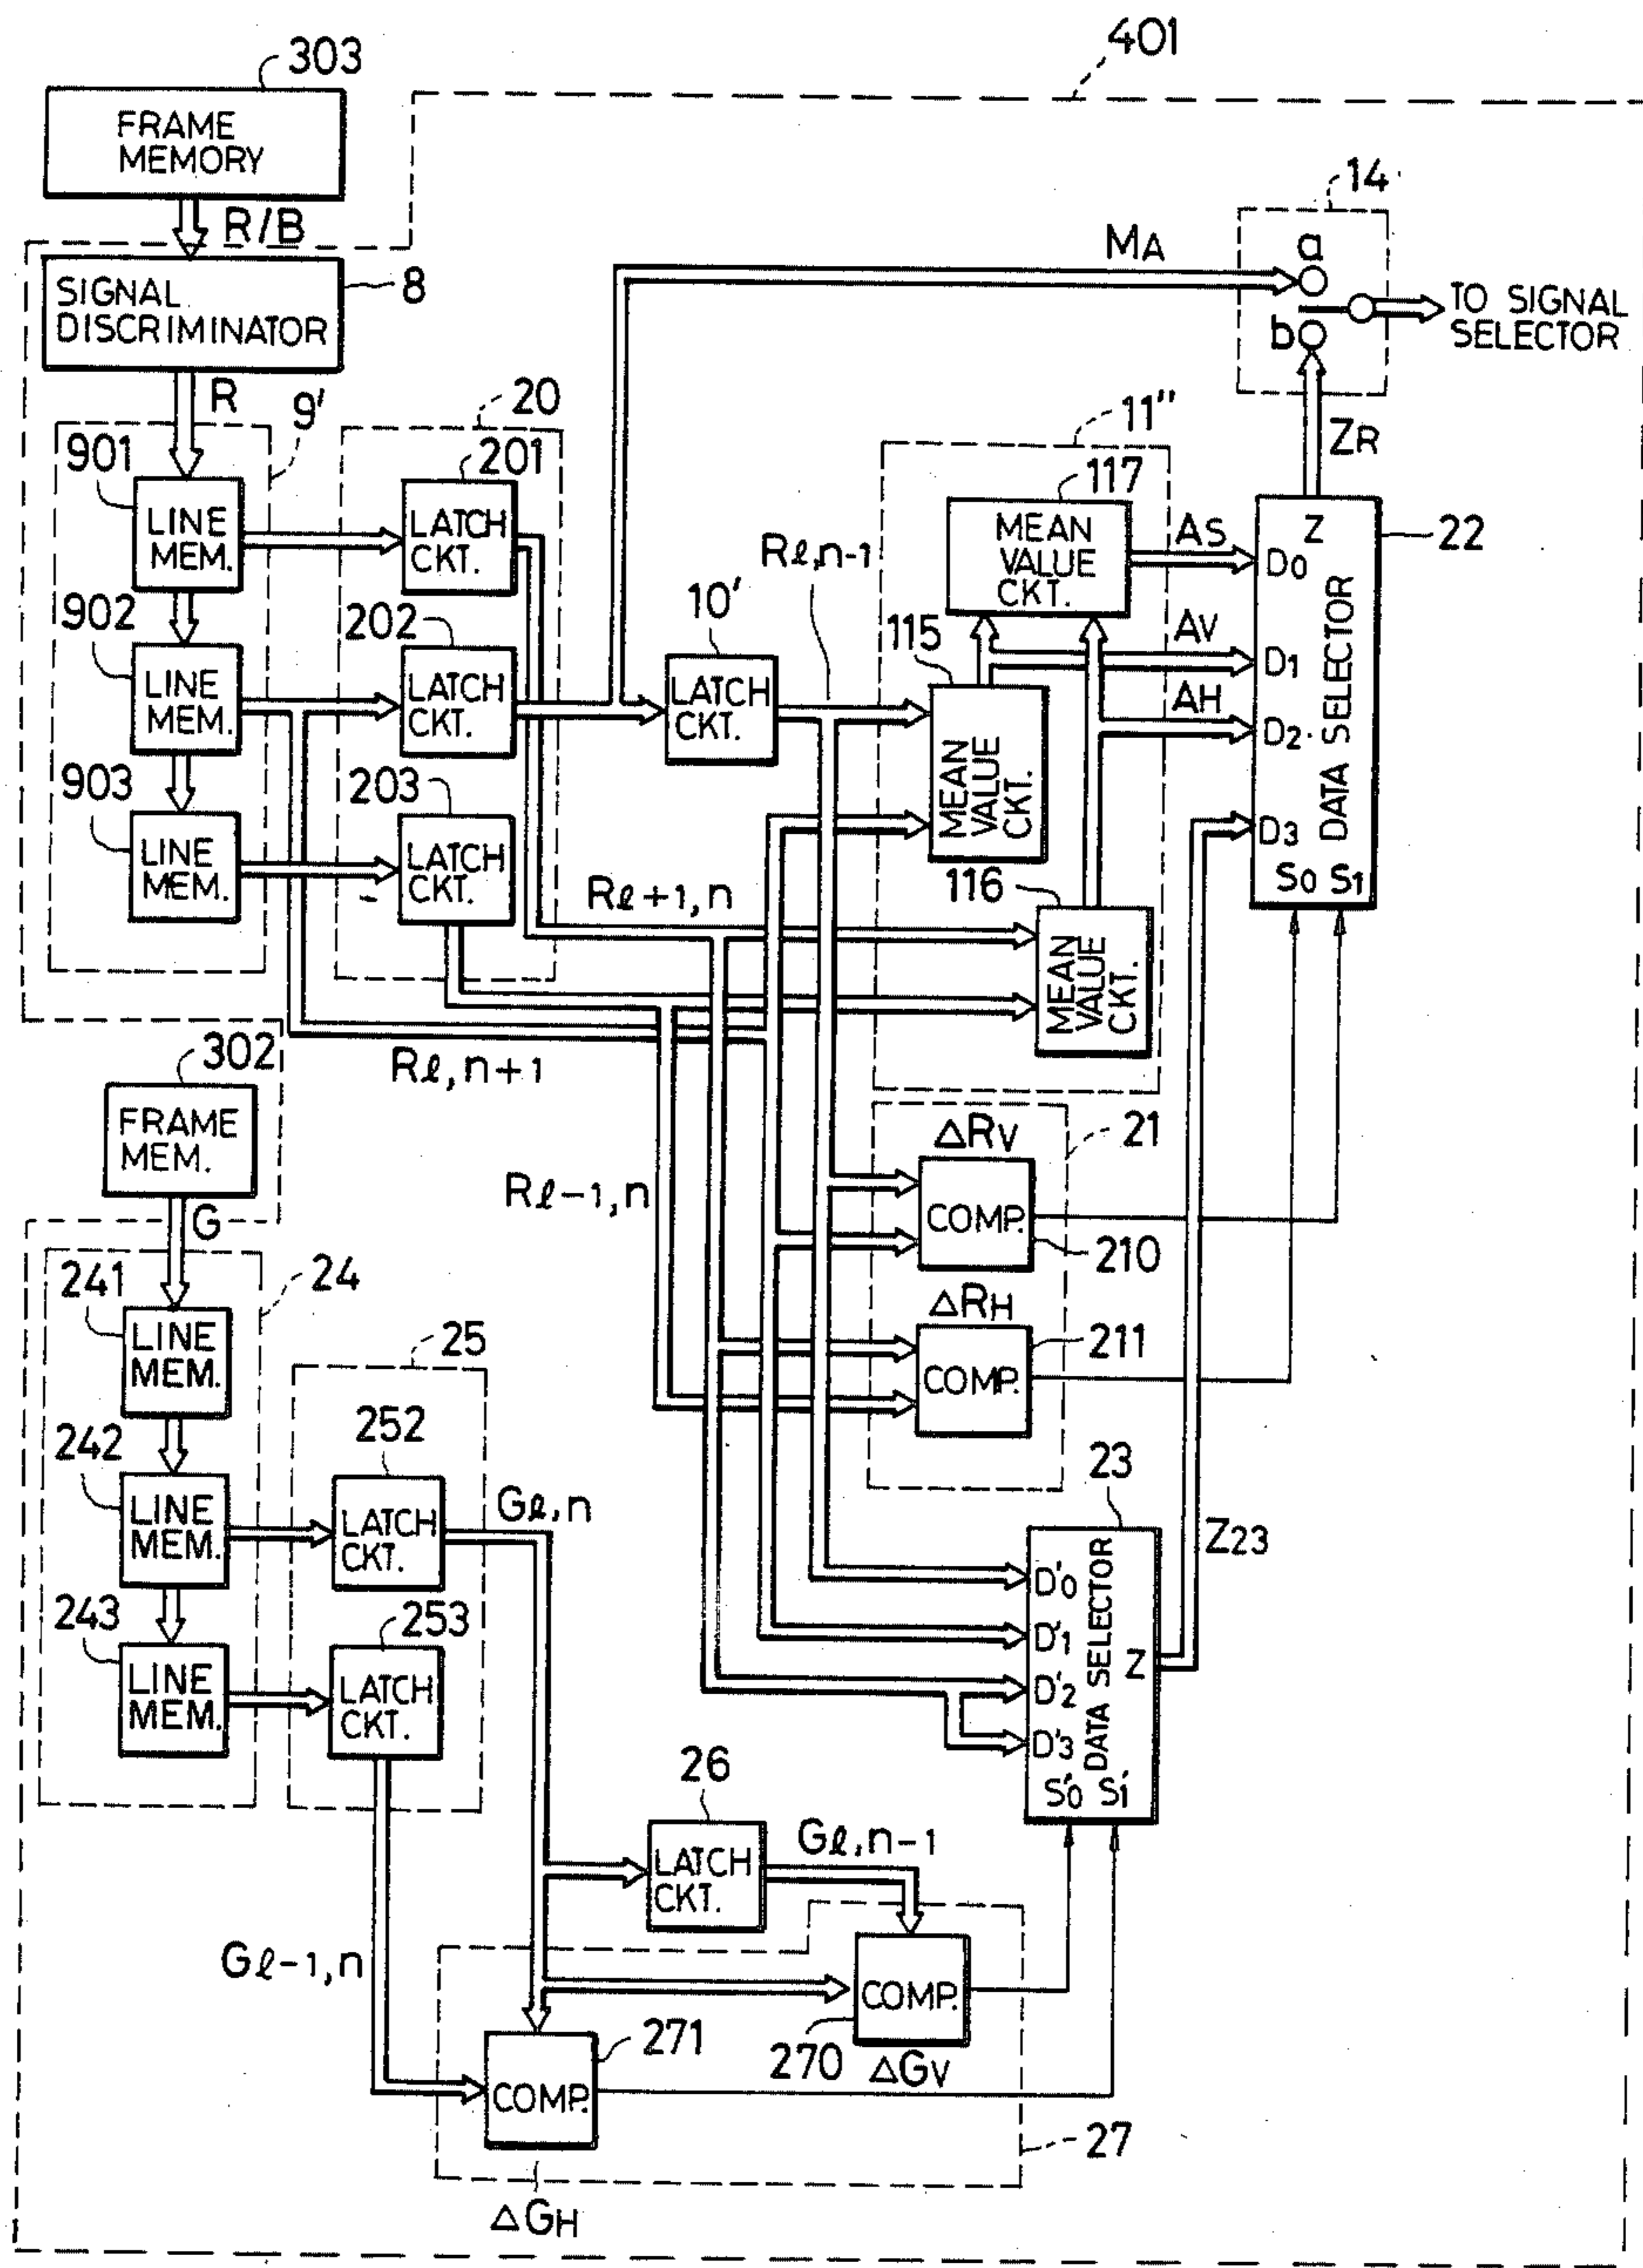 401
303
FRAME
MEMORY
R/B
14
MA
a
b
TO SIGNAL
SELECTOR
SIGNAL
DISCRIMINATOR
8
R
9'
20
11"
ZR
901
LINE
MEM.
201
LATCH
CKT.
117
MEAN
VALUE
CKT.
AS
Z
D0
22
Rℓ,n-1
902
LINE
MEM.
202
LATCH
CKT.
10'
LATCH
CKT.
115
MEAN
VALUE
CKT.
AV
D1
AH
D2
DATA SELECTOR
D3
S0 S1
903
LINE
MEM.
203
LATCH
CKT.
Rℓ+1,n
116
MEAN
VALUE
CKT.
Rℓ,n+1
302
FRAME
MEM.
G
Rℓ-1,n
ΔRV
21
COMP.
210
ΔRH
COMP.
211
241
LINE
MEM.
24
25
242
LINE
MEM.
252
LATCH
CKT.
Gℓ,n
23
D'0
D'1
D'2
D'3
DATA SELECTOR
Z
S'0 S'1
Z23
243
LINE
MEM.
253
LATCH
CKT.
26
LATCH
CKT.
Gℓ,n-1
Gℓ-1,n
COMP.
270
ΔGV
271
COMP.
27
ΔGH